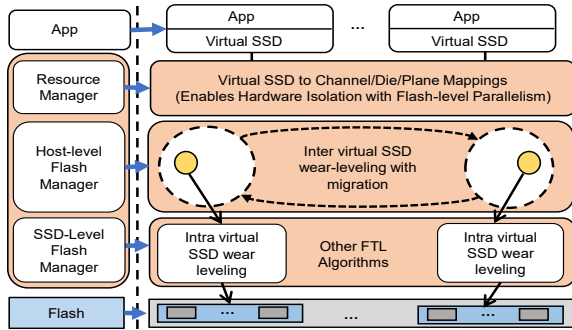 App
App
Virtual SSD
...
App
Virtual SSD
Resource
Manager
Virtual SSD to Channel/Die/Plane Mappings
(Enables Hardware Isolation with Flash-level Parallelism)
Host-level
Flash
Manager
Inter virtual SSD
wear-leveling with
migration
SSD-Level
Flash
Manager
Intra virtual
SSD wear
leveling
Other FTL
Algorithms
Intra virtual
SSD wear
leveling
Flash
...
...
...